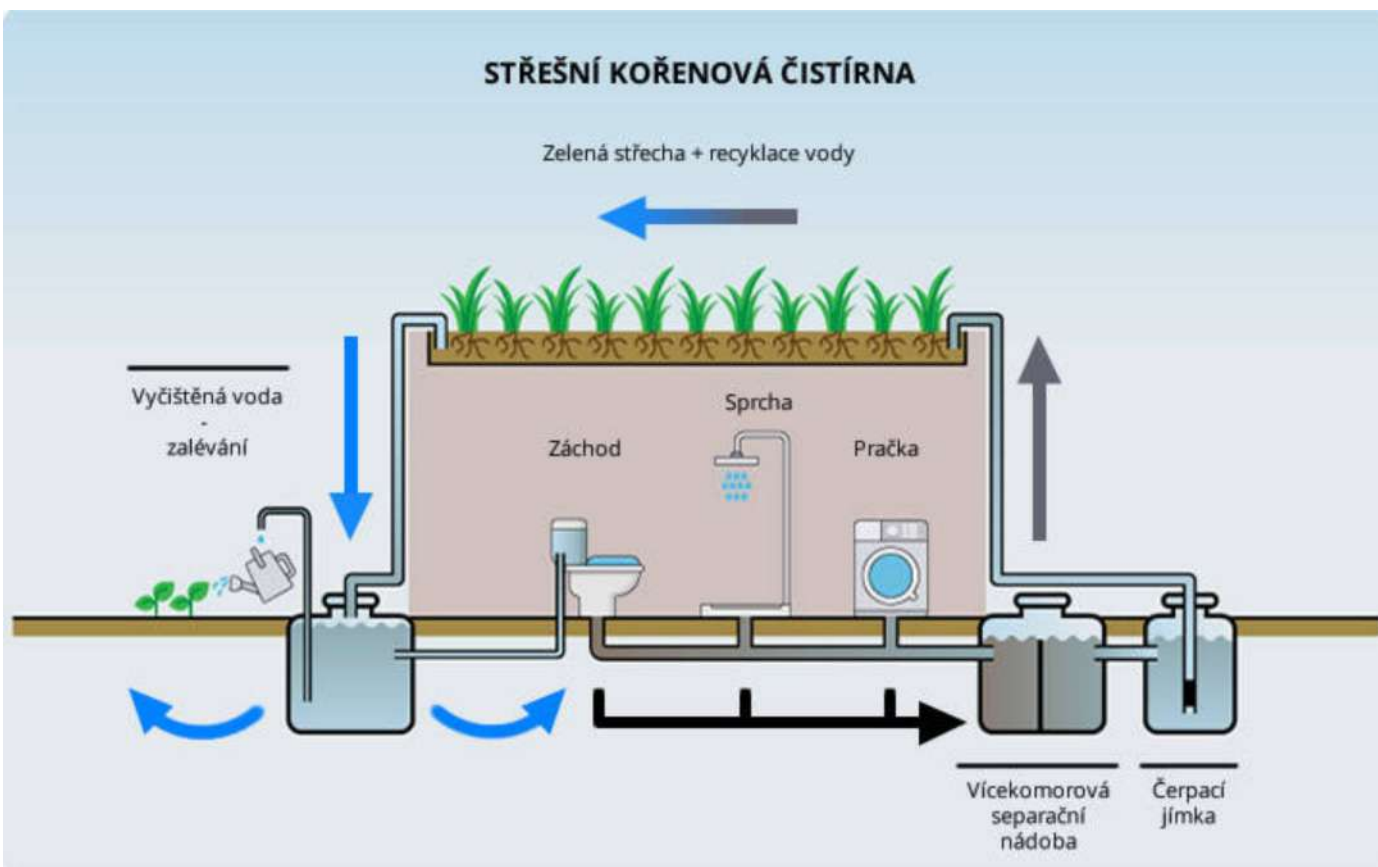 STŘEŠNÍ KOŘENOVÁ ČISTÍRNA
Zelená střecha + recyklace vody
Vyčištěná voda
-
zalévání
Záchod
Sprcha
Pračka
Vícekomorová
separační
nádoba
Čerpací
jímka